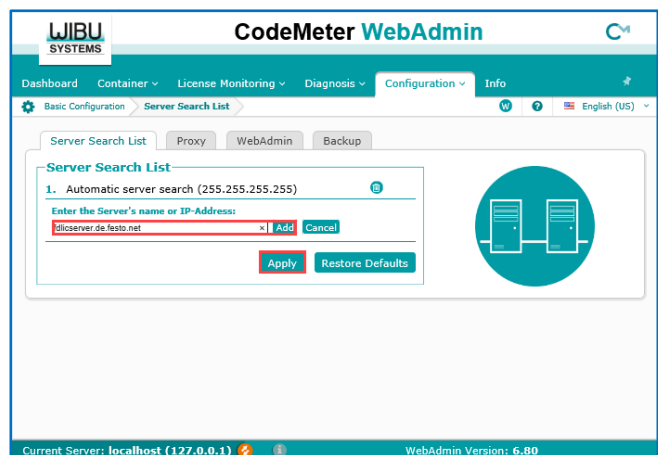 WIBU
SYSTEMS
CodeMeter WebAdmin
Dashboard Container License Monitoring Diagnosis Configuration Info
Basic Configuration Server Search List W ? English (US)
Server Search List Proxy WebAdmin Backup
Server Search List
1. Automatic server search (255.255.255.255)
Enter the Server's name or IP-Address:
dlicserver.de.festo.net × Add Cancel
Apply Restore Defaults
Current Server: localhost (127.0.0.1) i WebAdmin Version: 6.80